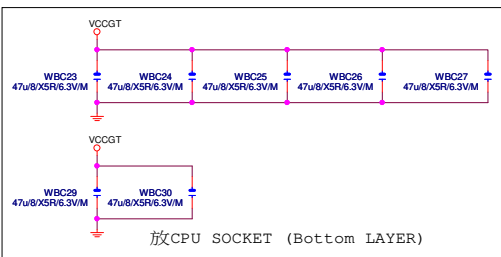 VCCGT
WBC23 WBC24 WBC25 WBC26 WBC27
47u/8/X5R/6.3V/M 47u/8/X5R/6.3V/M 47u/8/X5R/6.3V/M 47u/8/X5R/6.3V/M 47u/8/X5R/6.3V/M
VCCGT
WBC29 WBC30
47u/8/X5R/6.3V/M 47u/8/X5R/6.3V/M
放CPU SOCKET (Bottom LAYER)